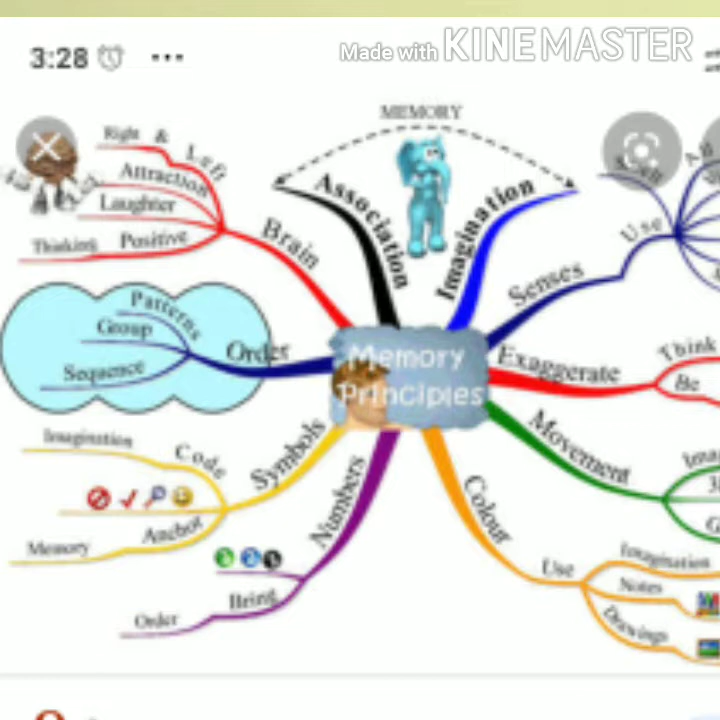 3:28
Made with KINEMASTER
MEMORY
Association
Imagination
Right & Left
Attraction
Laughter
Thinking Positive
Brain
Patterns
Group
Sequence
Order
Memory
Principles
Senses
Use
Exaggerate
Think
Be
Movement
Imagination
Code
Anchor
Memory
Symbols
Numbers
Being
Order
Colour
Use
Imagination
Notes
Drawings